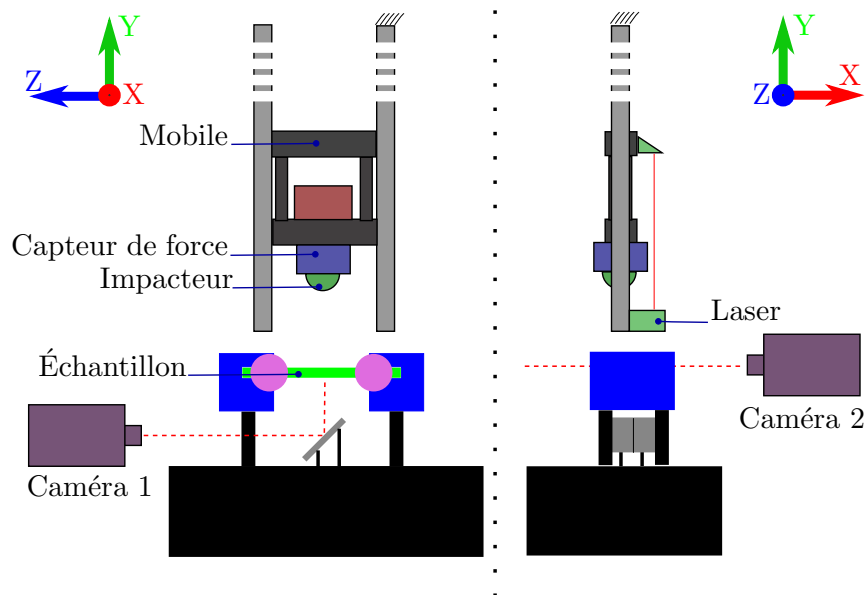 Y
Z
X
Mobile
Capteur de force
Impacteur
Échantillon
Caméra 1
Y
X
Z
Laser
Caméra 2